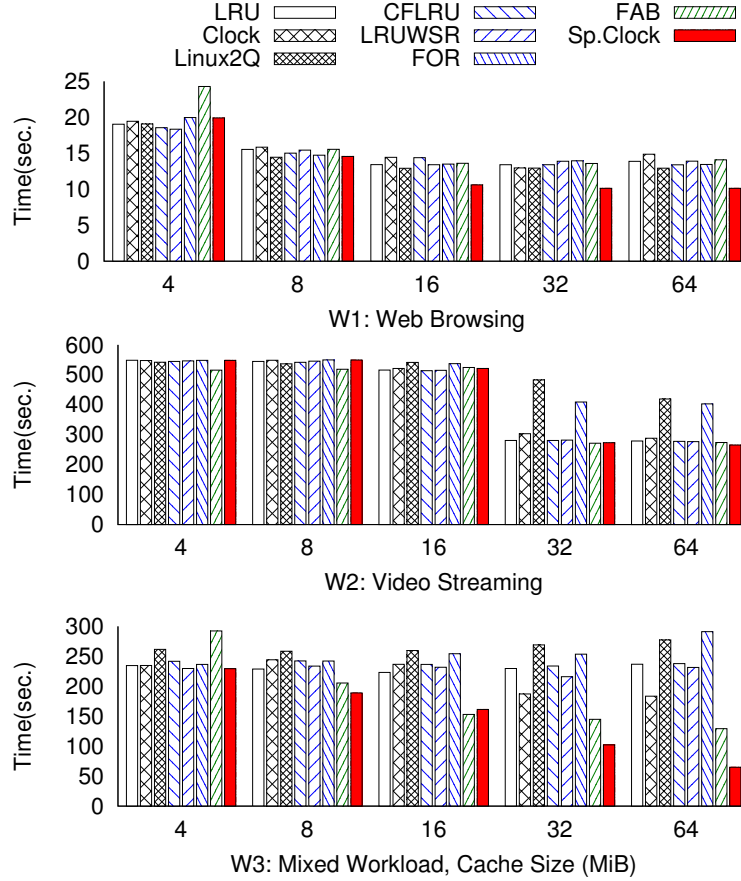 LRU CFLRU FAB
Clock LRUWSR Sp.Clock
Linux2Q FOR
Time(sec.)
25
20
15
10
5
0
4 8 16 32 64
W1: Web Browsing
Time(sec.)
600
500
400
300
200
100
0
4 8 16 32 64
W2: Video Streaming
Time(sec.)
300
250
200
150
100
50
0
4 8 16 32 64
W3: Mixed Workload, Cache Size (MiB)